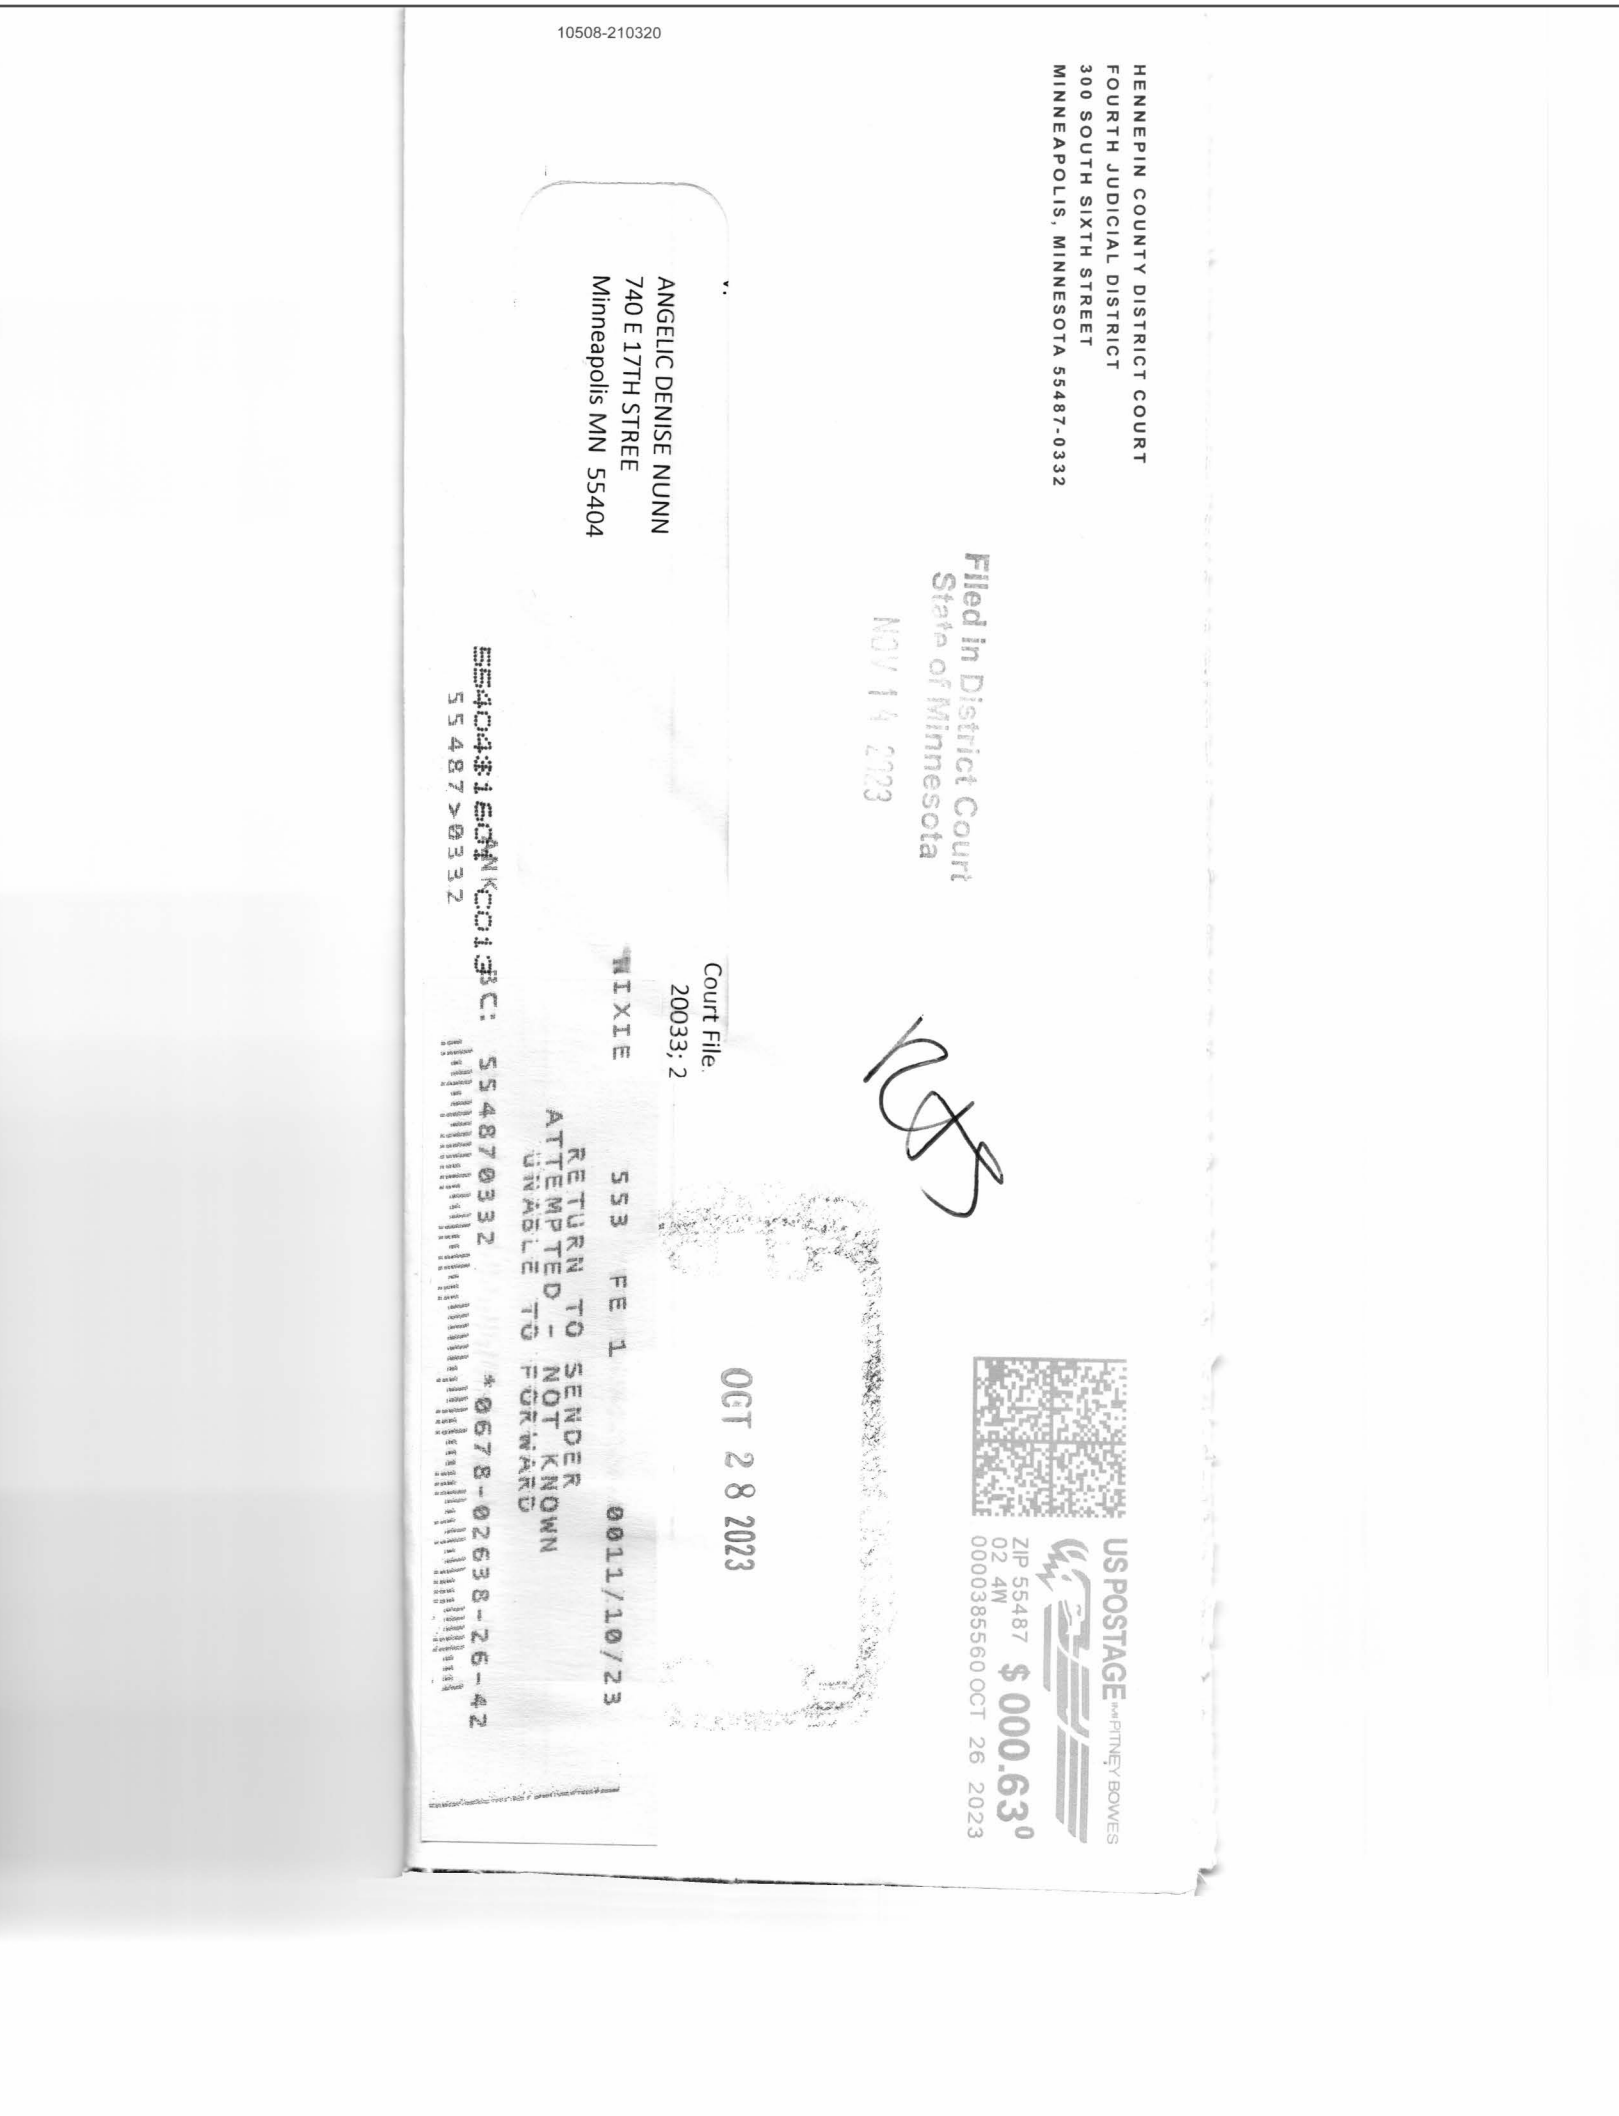 10508-210320
HENNEPIN COUNTY DISTRICT COURT
FOURTH JUDICIAL DISTRICT
300 SOUTH SIXTH STREET
MINNEAPOLIS, MINNESOTA 55487-0332
US POSTAGE IMI PITNEY BOWES
ZIP 55487 $ 000.63⁰
02 4W
0000385560 OCT 26 2023
Filed in District Court
State of Minnesota
NOV 14 2023
OCT 28 2023
v.
Court File
20033; 2
ANGELIC DENISE NUNN
740 E 17TH STREE
Minneapolis MN 55404
NIXIE 553 FE 1 0011/10/23
RETURN TO SENDER
ATTEMPTED - NOT KNOWN
UNABLE TO FORWARD
BC: 554870332 *0678-02638-26-42
55487>0332